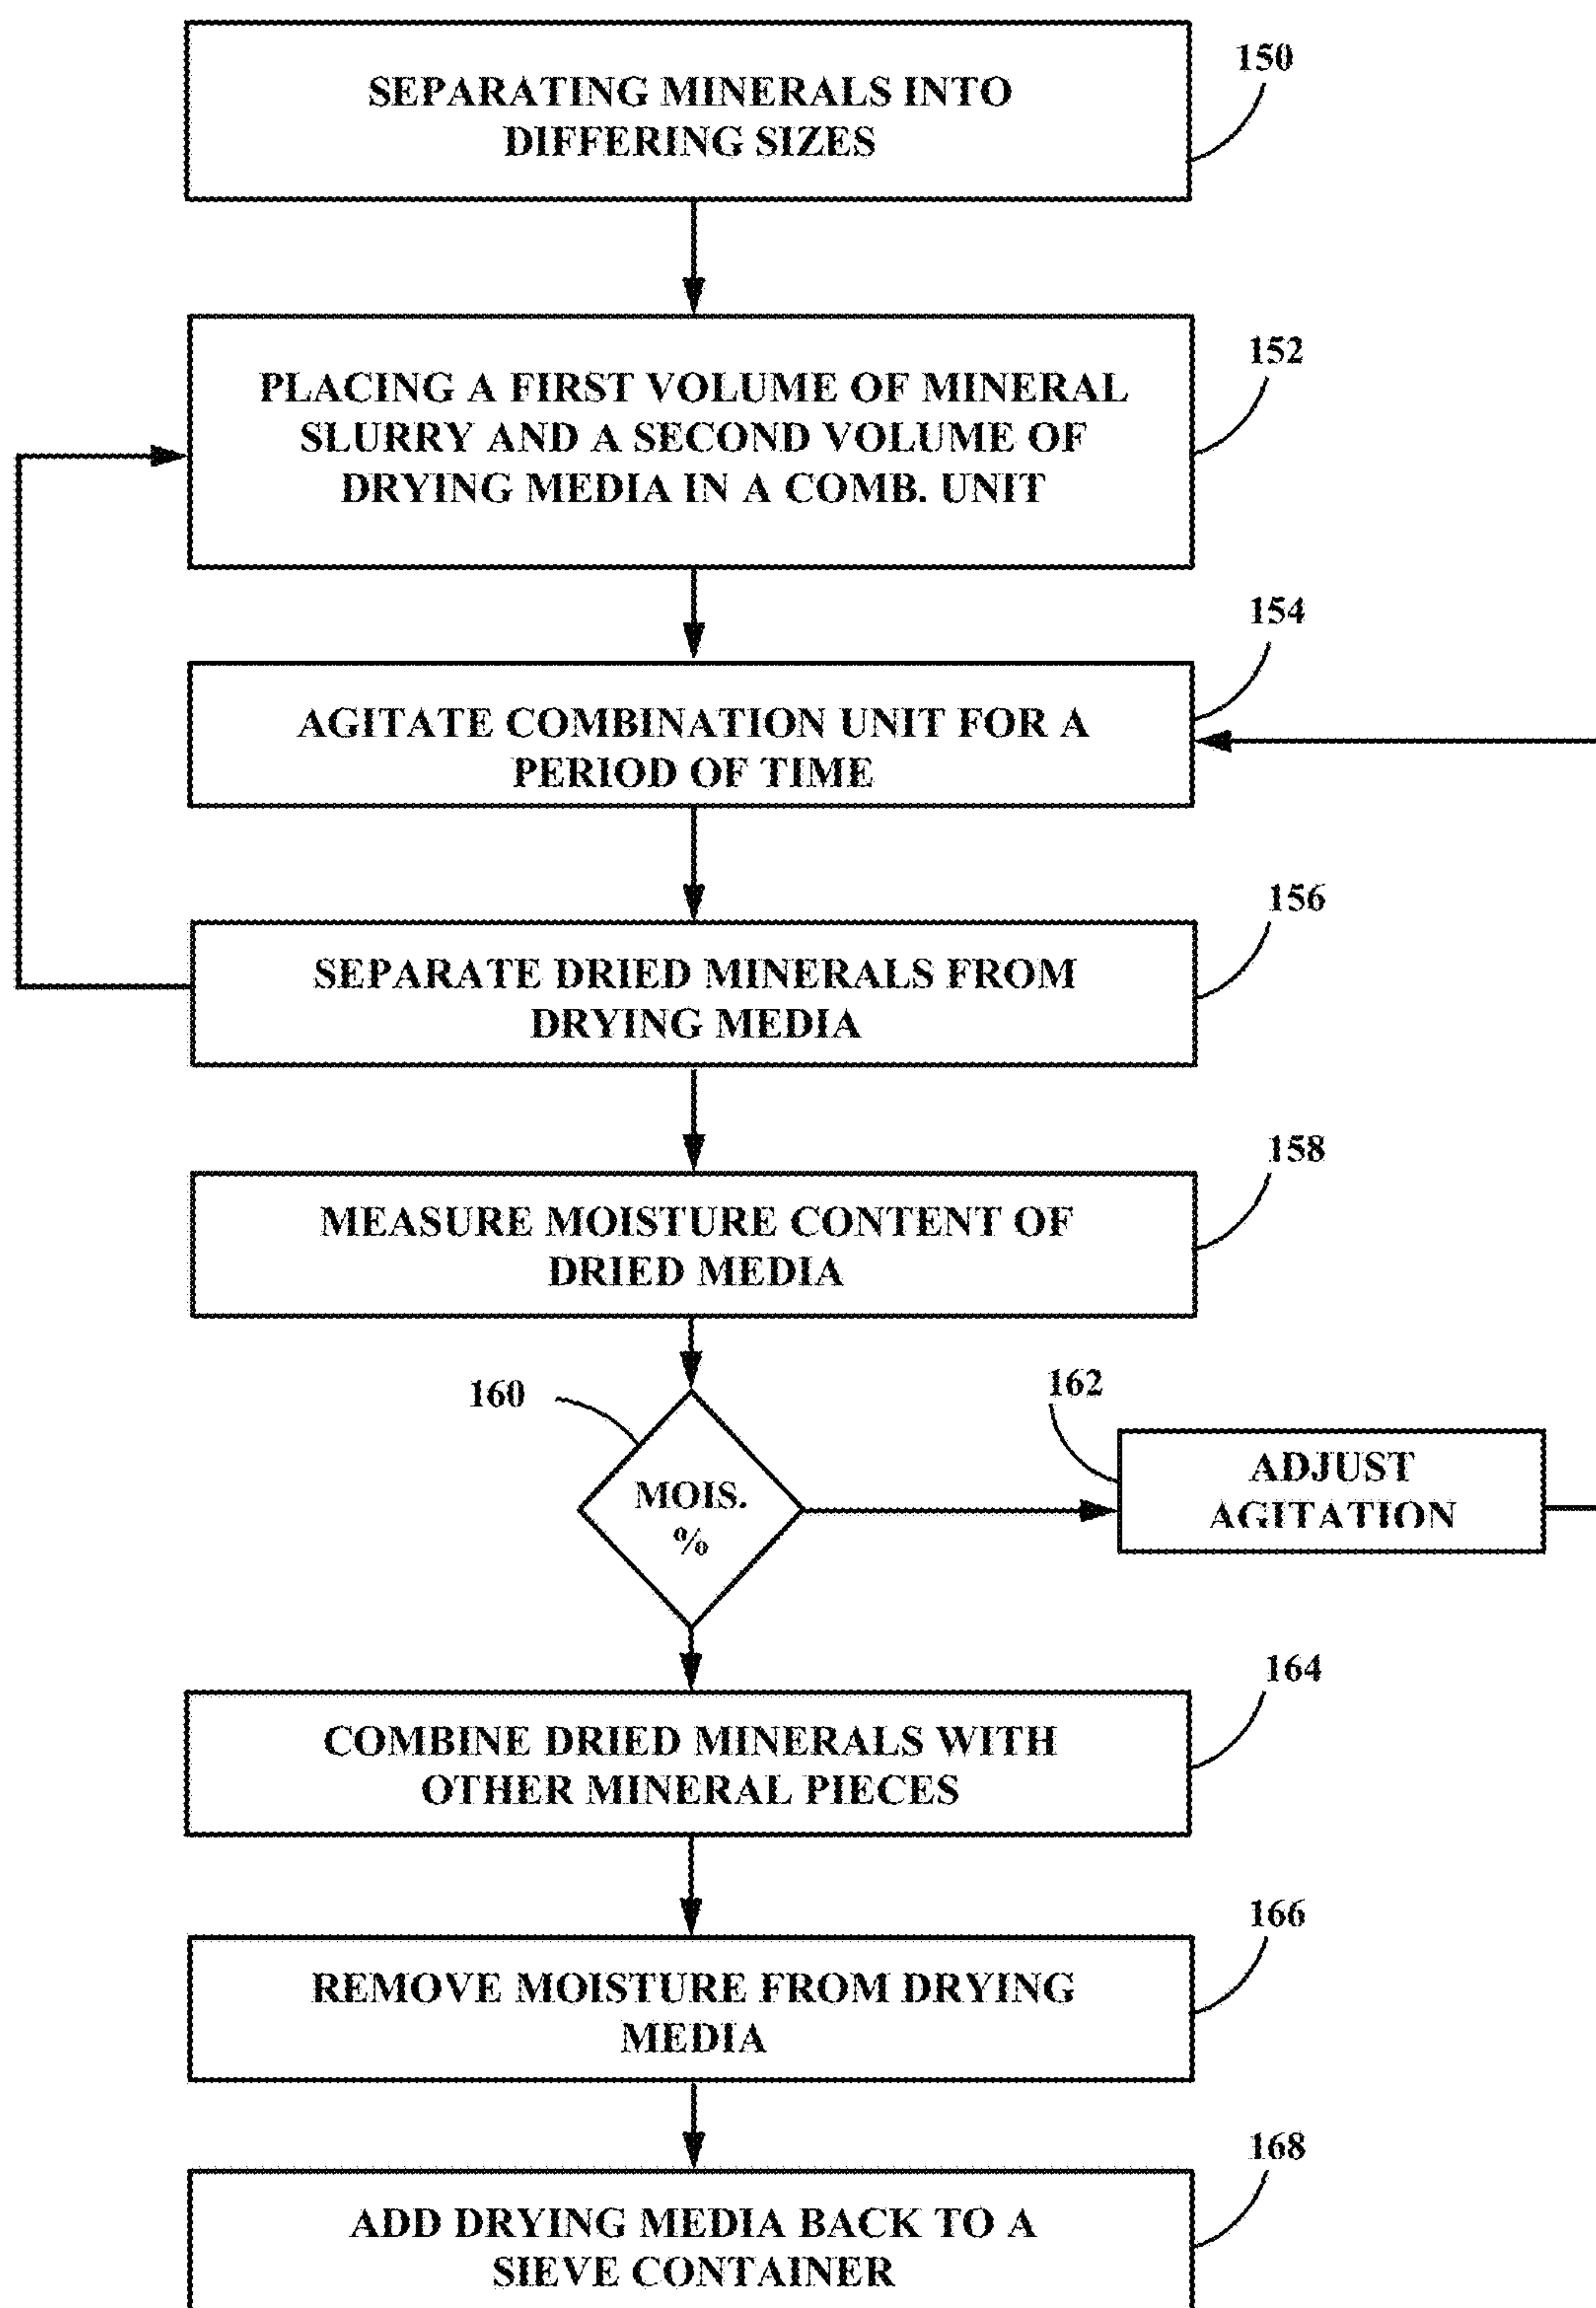 150
SEPARATING MINERALS INTO
DIFFERING SIZES
152
PLACING A FIRST VOLUME OF MINERAL
SLURRY AND A SECOND VOLUME OF
DRYING MEDIA IN A COMB. UNIT
154
AGITATE COMBINATION UNIT FOR A
PERIOD OF TIME
156
SEPARATE DRIED MINERALS FROM
DRYING MEDIA
158
MEASURE MOISTURE CONTENT OF
DRIED MEDIA
160
MOIS.
%
162
ADJUST
AGITATION
164
COMBINE DRIED MINERALS WITH
OTHER MINERAL PIECES
166
REMOVE MOISTURE FROM DRYING
MEDIA
168
ADD DRYING MEDIA BACK TO A
SIEVE CONTAINER